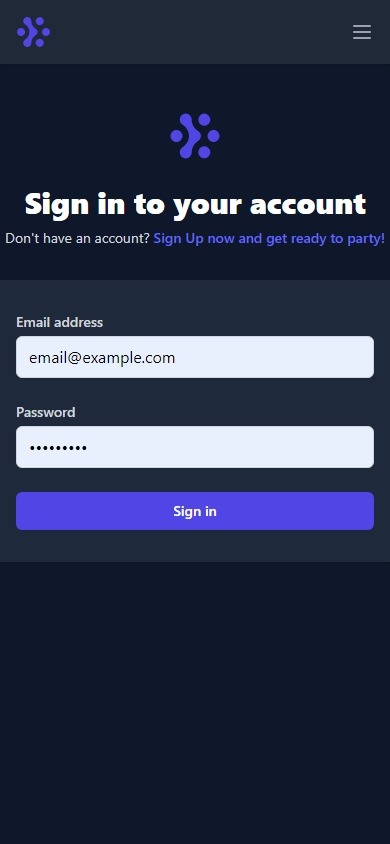 Sign in to your account
Don't have an account? Sign Up now and get ready to party!
Email address
email@example.com
Password
•••••••••
Sign in